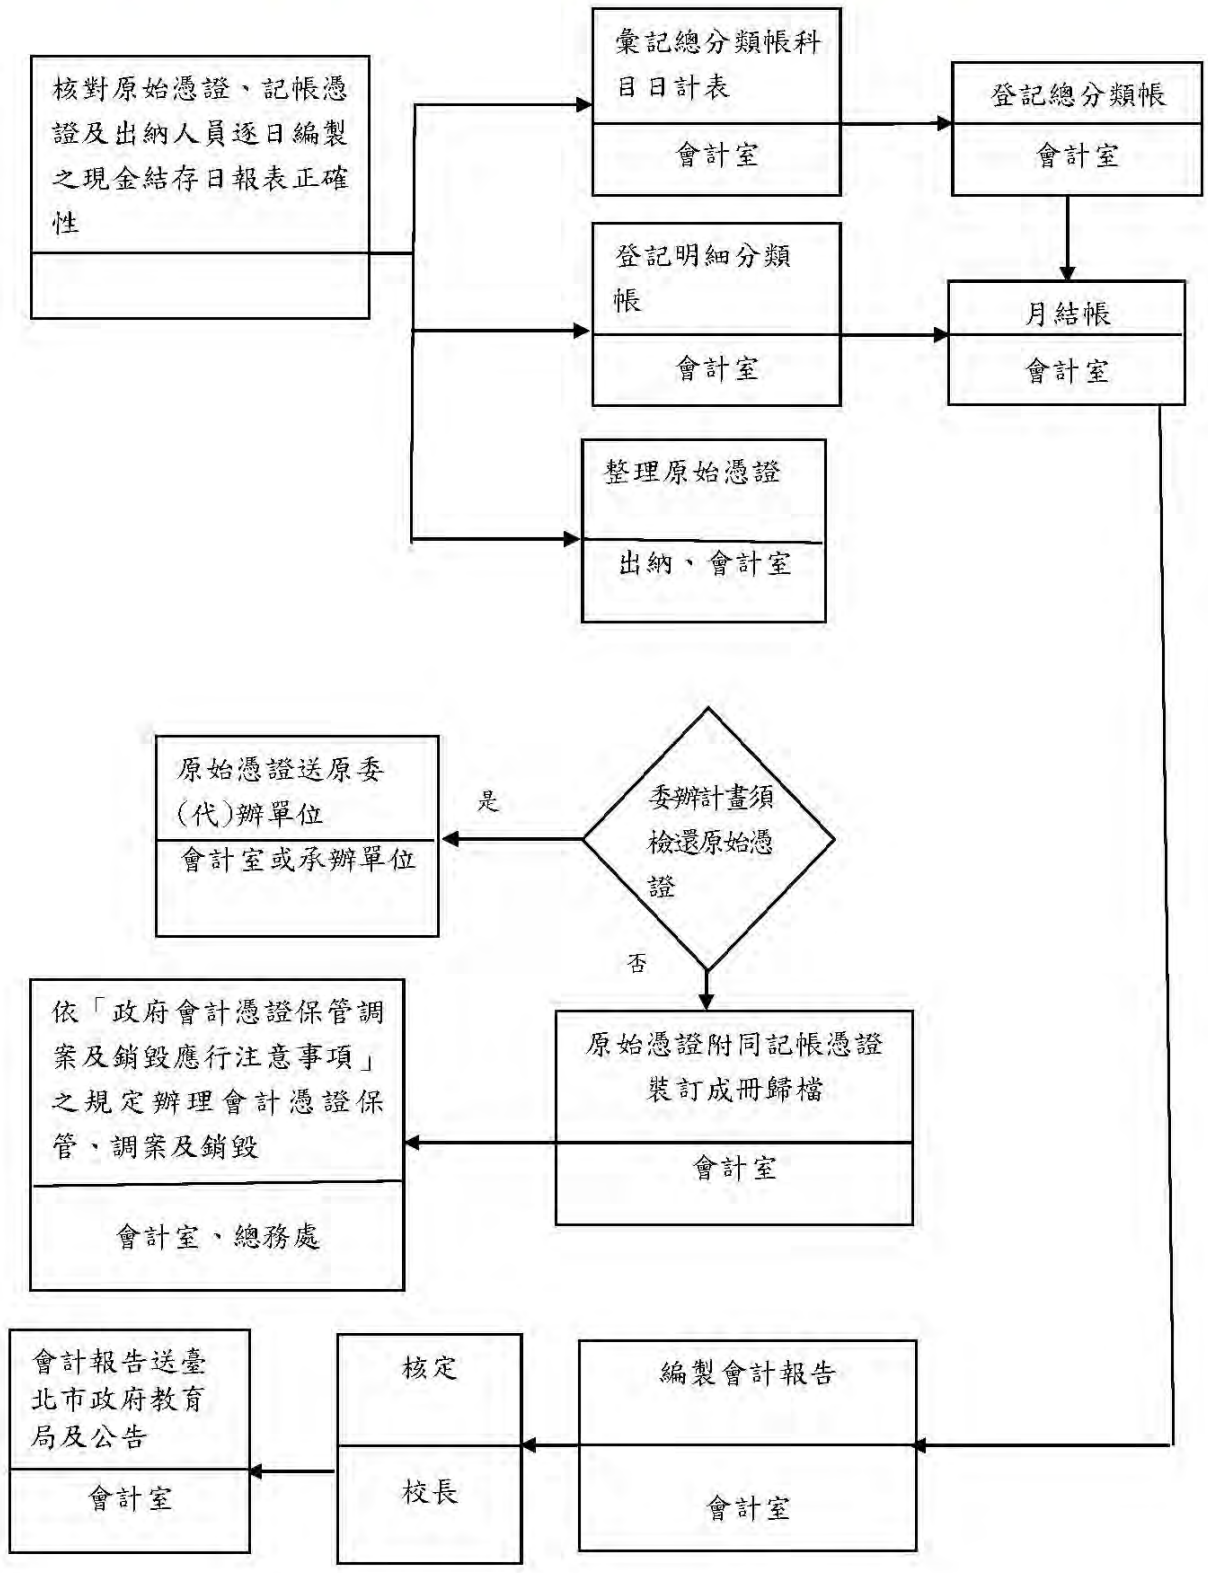 核對原始憑證、記帳憑
證及出納人員逐日編製
之現金結存日報表正確
性
彙記總分類帳科
目日計表
會計室
登記總分類帳
會計室
登記明細分類
帳
會計室
月結帳
會計室
整理原始憑證
出納、會計室
委辦計畫須
檢還原始憑
證
是
原始憑證送原委
(代)辦單位
會計室或承辦單位
否
原始憑證附同記帳憑證
裝訂成冊歸檔
會計室
依「政府會計憑證保管調
案及銷毀應行注意事項」
之規定辦理會計憑證保
管、調案及銷毀
會計室、總務處
編製會計報告
會計室
核定
校長
會計報告送臺
北市政府教育
局及公告
會計室